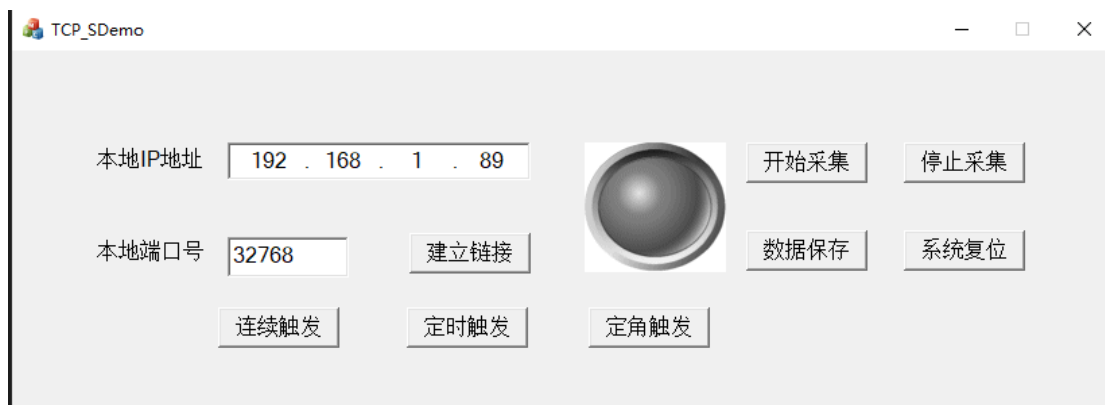 TCP_SDemo
本地IP地址 192 . 168 . 1 . 89 开始采集 停止采集
本地端口号 32768 建立链接 数据保存 系统复位
连续触发 定时触发 定角触发